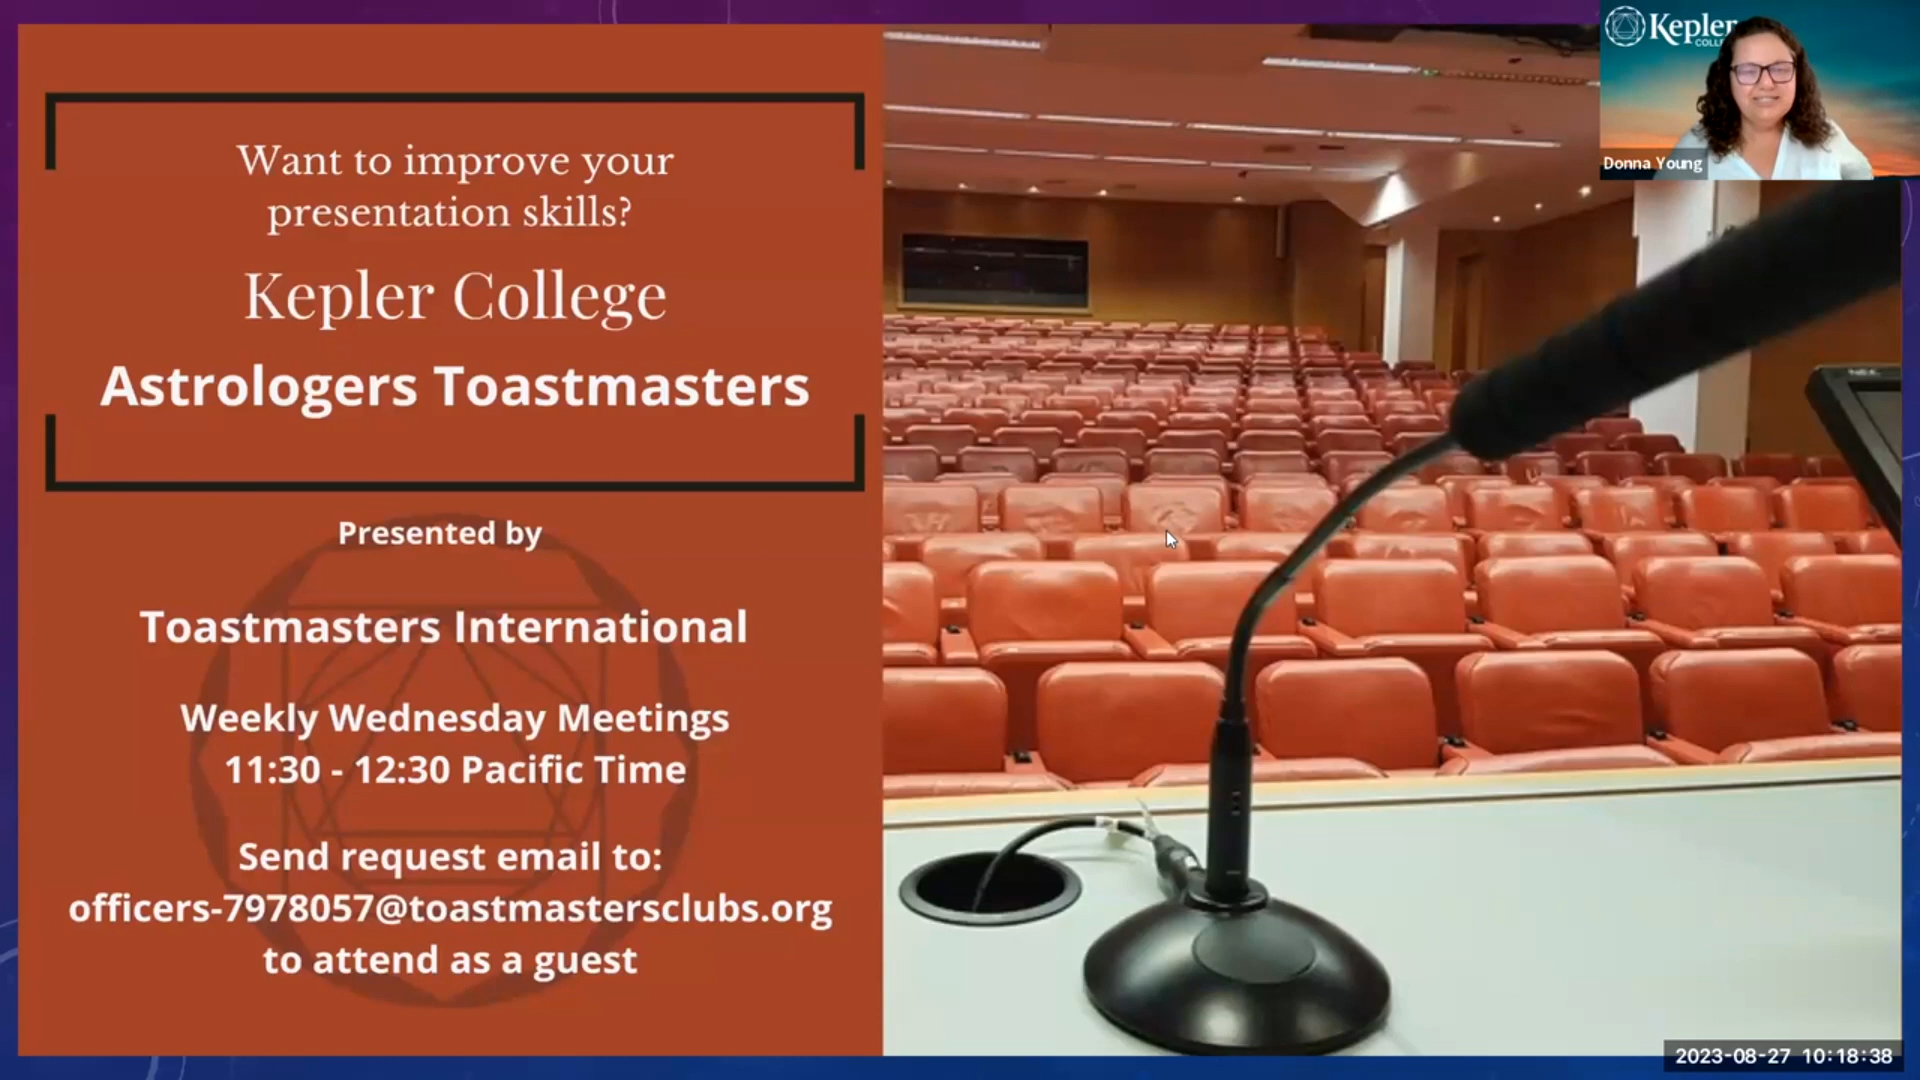 Want to improve your
presentation skills?
Kepler College
Astrologers Toastmasters
Presented by
Toastmasters International
Weekly Wednesday Meetings
11:30 - 12:30 Pacific Time
Send request email to:
officers-7978057@toastmastersclubs.org
to attend as a guest
Kepler
Donna Young
2023-08-27 10:18:38